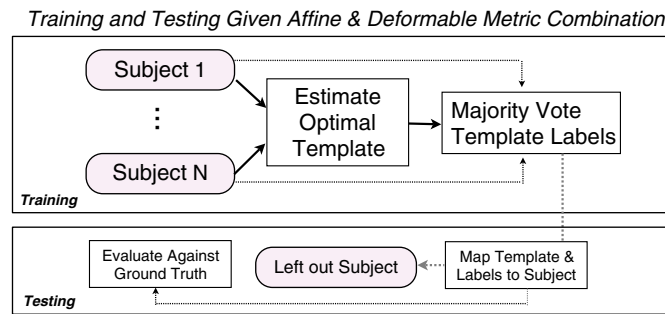 Training and Testing Given Affine & Deformable Metric Combination
Subject 1
...
Subject N
Estimate
Optimal
Template
Majority Vote
Template Labels
Training
Evaluate Against
Ground Truth
Left out Subject
Map Template &
Labels to Subject
Testing